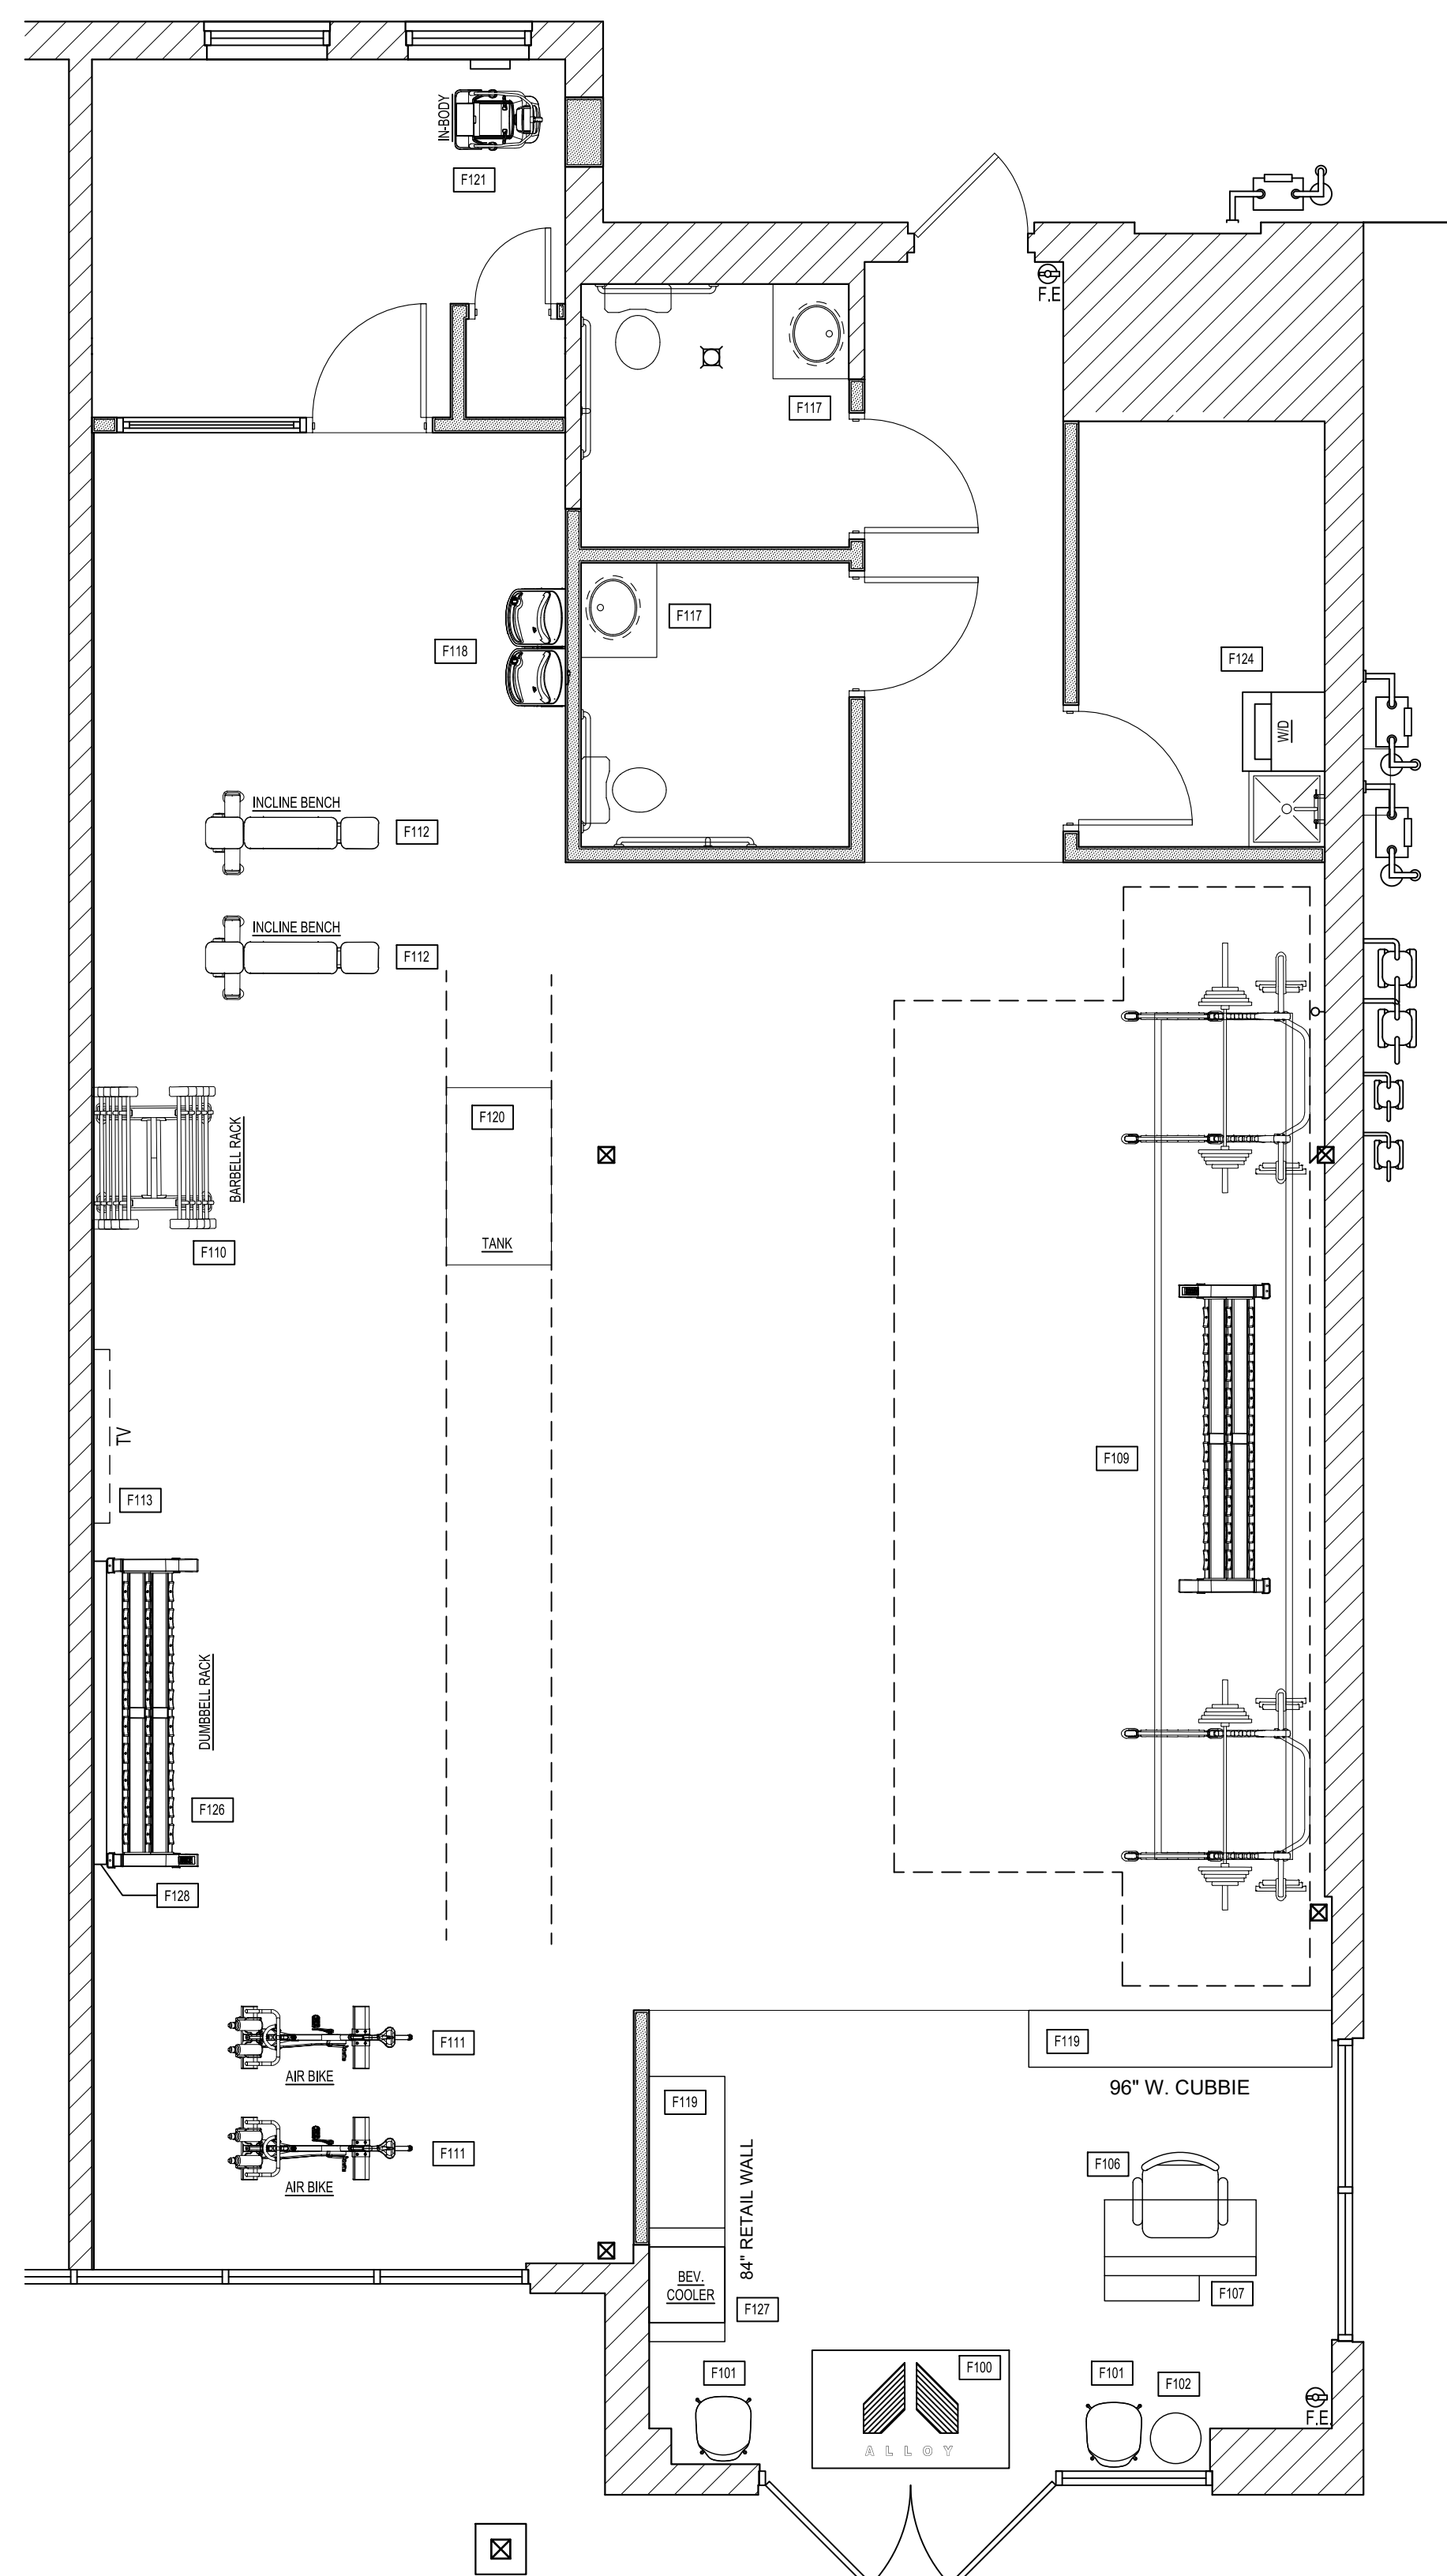 IN-BODY
F121
F.E
F117
F117
F118
F124
W/D
INCLINE BENCH
F112
INCLINE BENCH
F112
F120
TANK
BARBELL RACK
F110
TV
F113
F109
DUMBBELL RACK
F126
F128
F111
AIR BIKE
F111
AIR BIKE
F119
96" W. CUBBIE
F119
84" RETAIL WALL
BEV.
COOLER
F127
F106
F107
F101
F100
ALLOY
F101
F102
F.E.